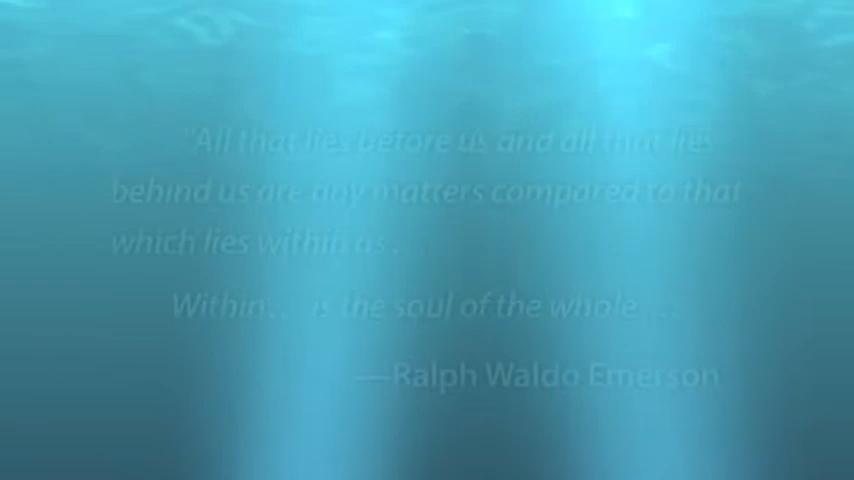 "All that lies before us and all that lies
behind us are tiny matters compared to that
which lies within us.
Within... is the soul of the whole ...
—Ralph Waldo Emerson